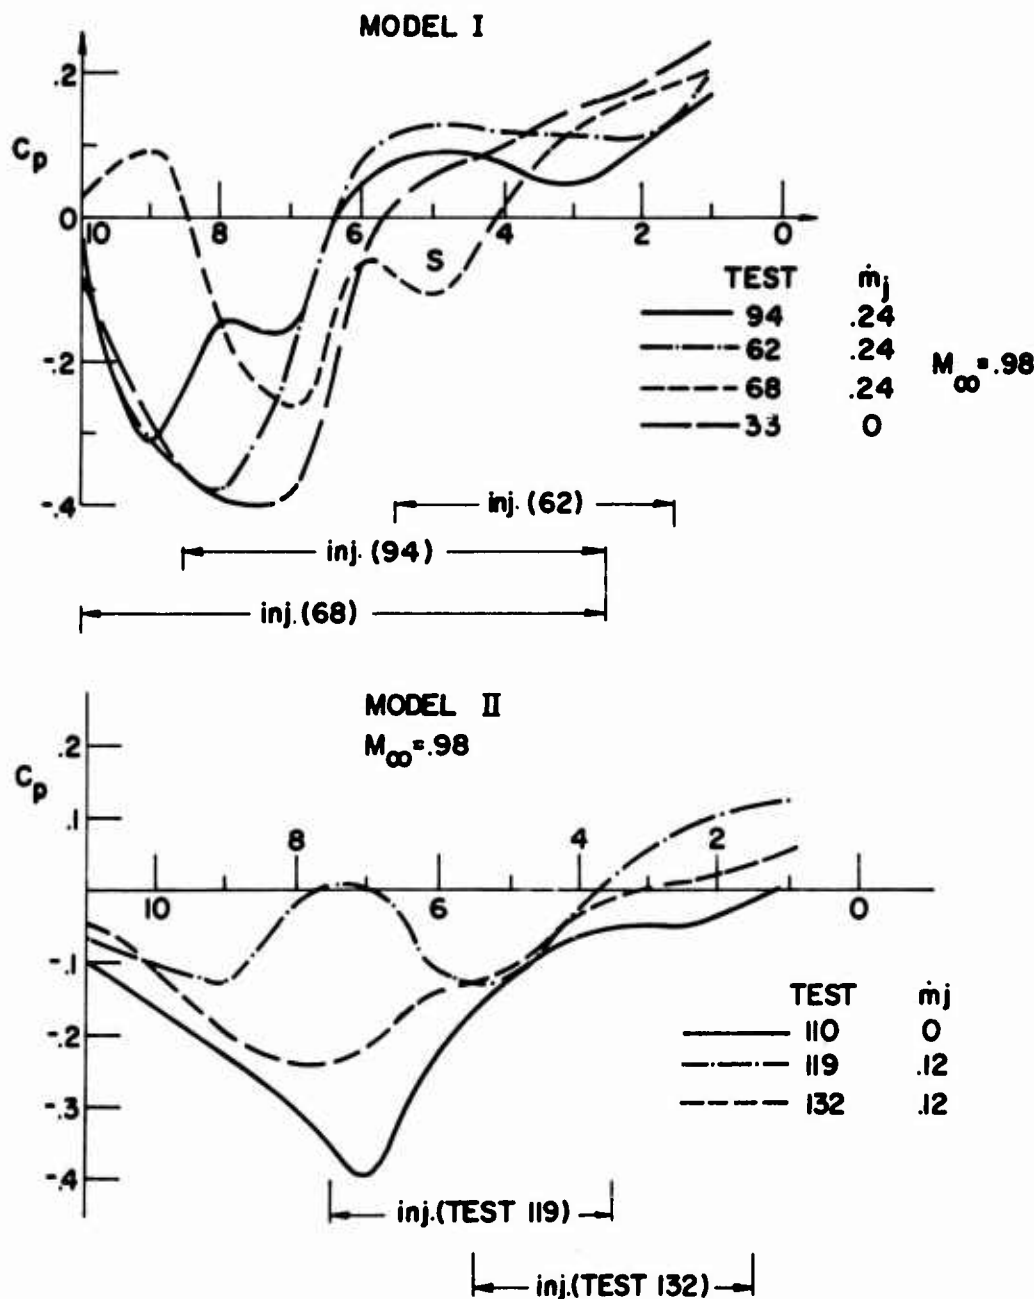 MODEL I
.2
Cp
0
10 8 6 4 2 0
S
-.2
-.4
TEST ṁj
94 .24
62 .24
68 .24
33 0
M∞=.98
inj.(62)
inj.(94)
inj.(68)
MODEL II
M∞=.98
.2
Cp
.1
8 4 2
0
10 6 0
-.1
-.2
-.3
-.4
TEST ṁj
110 0
119 .12
132 .12
inj.(TEST 119)
inj.(TEST 132)